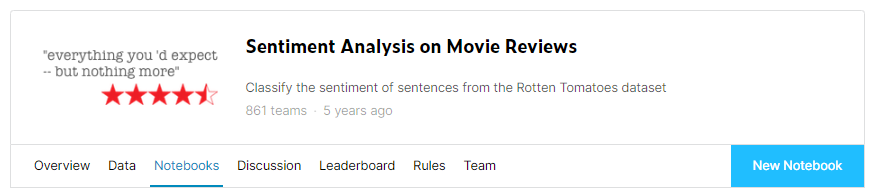 "everything you 'd expect
-- but nothing more"
Sentiment Analysis on Movie Reviews
Classify the sentiment of sentences from the Rotten Tomatoes dataset
861 teams · 5 years ago
Overview Data Notebooks Discussion Leaderboard Rules Team New Notebook